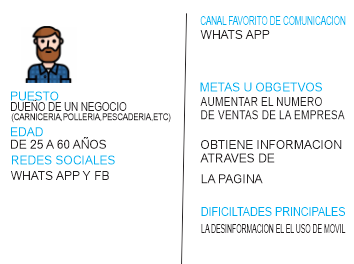 PUESTO
DUEÑO DE UN NEGOCIO
(CARNICERIA,POLLERIA,PESCADERIA,ETC)
EDAD
DE 25 A 60 AÑOS
REDES SOCIALES
WHATS APP Y FB
CANAL FAVORITO DE COMUNICACION
WHATS APP
METAS U OBGETVOS
AUMENTAR EL NUMERO
DE VENTAS DE LA EMPRESA
OBTIENE INFORMACION
ATRAVES DE
LA PAGINA
DIFICILTADES PRINCIPALES
LA DESINFORMACION EL EL USO DE MOVIL